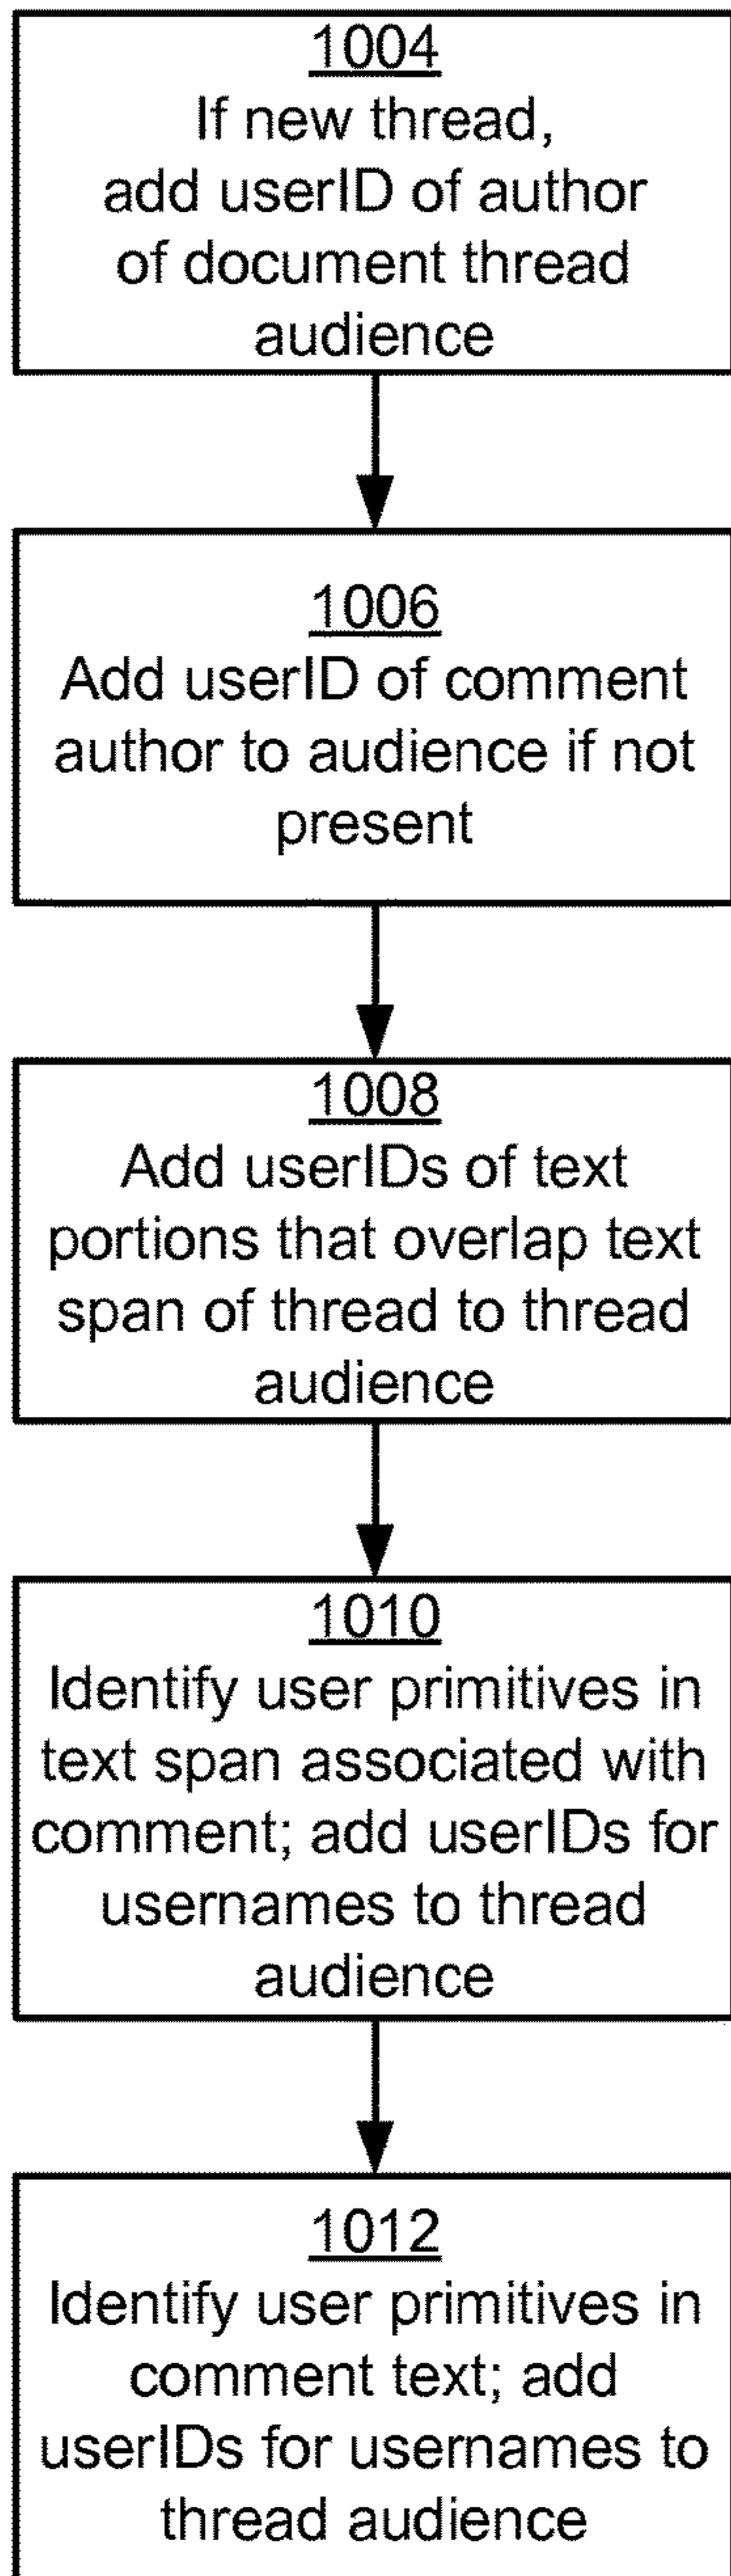 1004
If new thread,
add userID of author
of document thread
audience
1006
Add userID of comment
author to audience if not
present
1008
Add userIDs of text
portions that overlap text
span of thread to thread
audience
1010
Identify user primitives in
text span associated with
comment; add userIDs for
usernames to thread
audience
1012
Identify user primitives in
comment text; add
userIDs for usernames to
thread audience